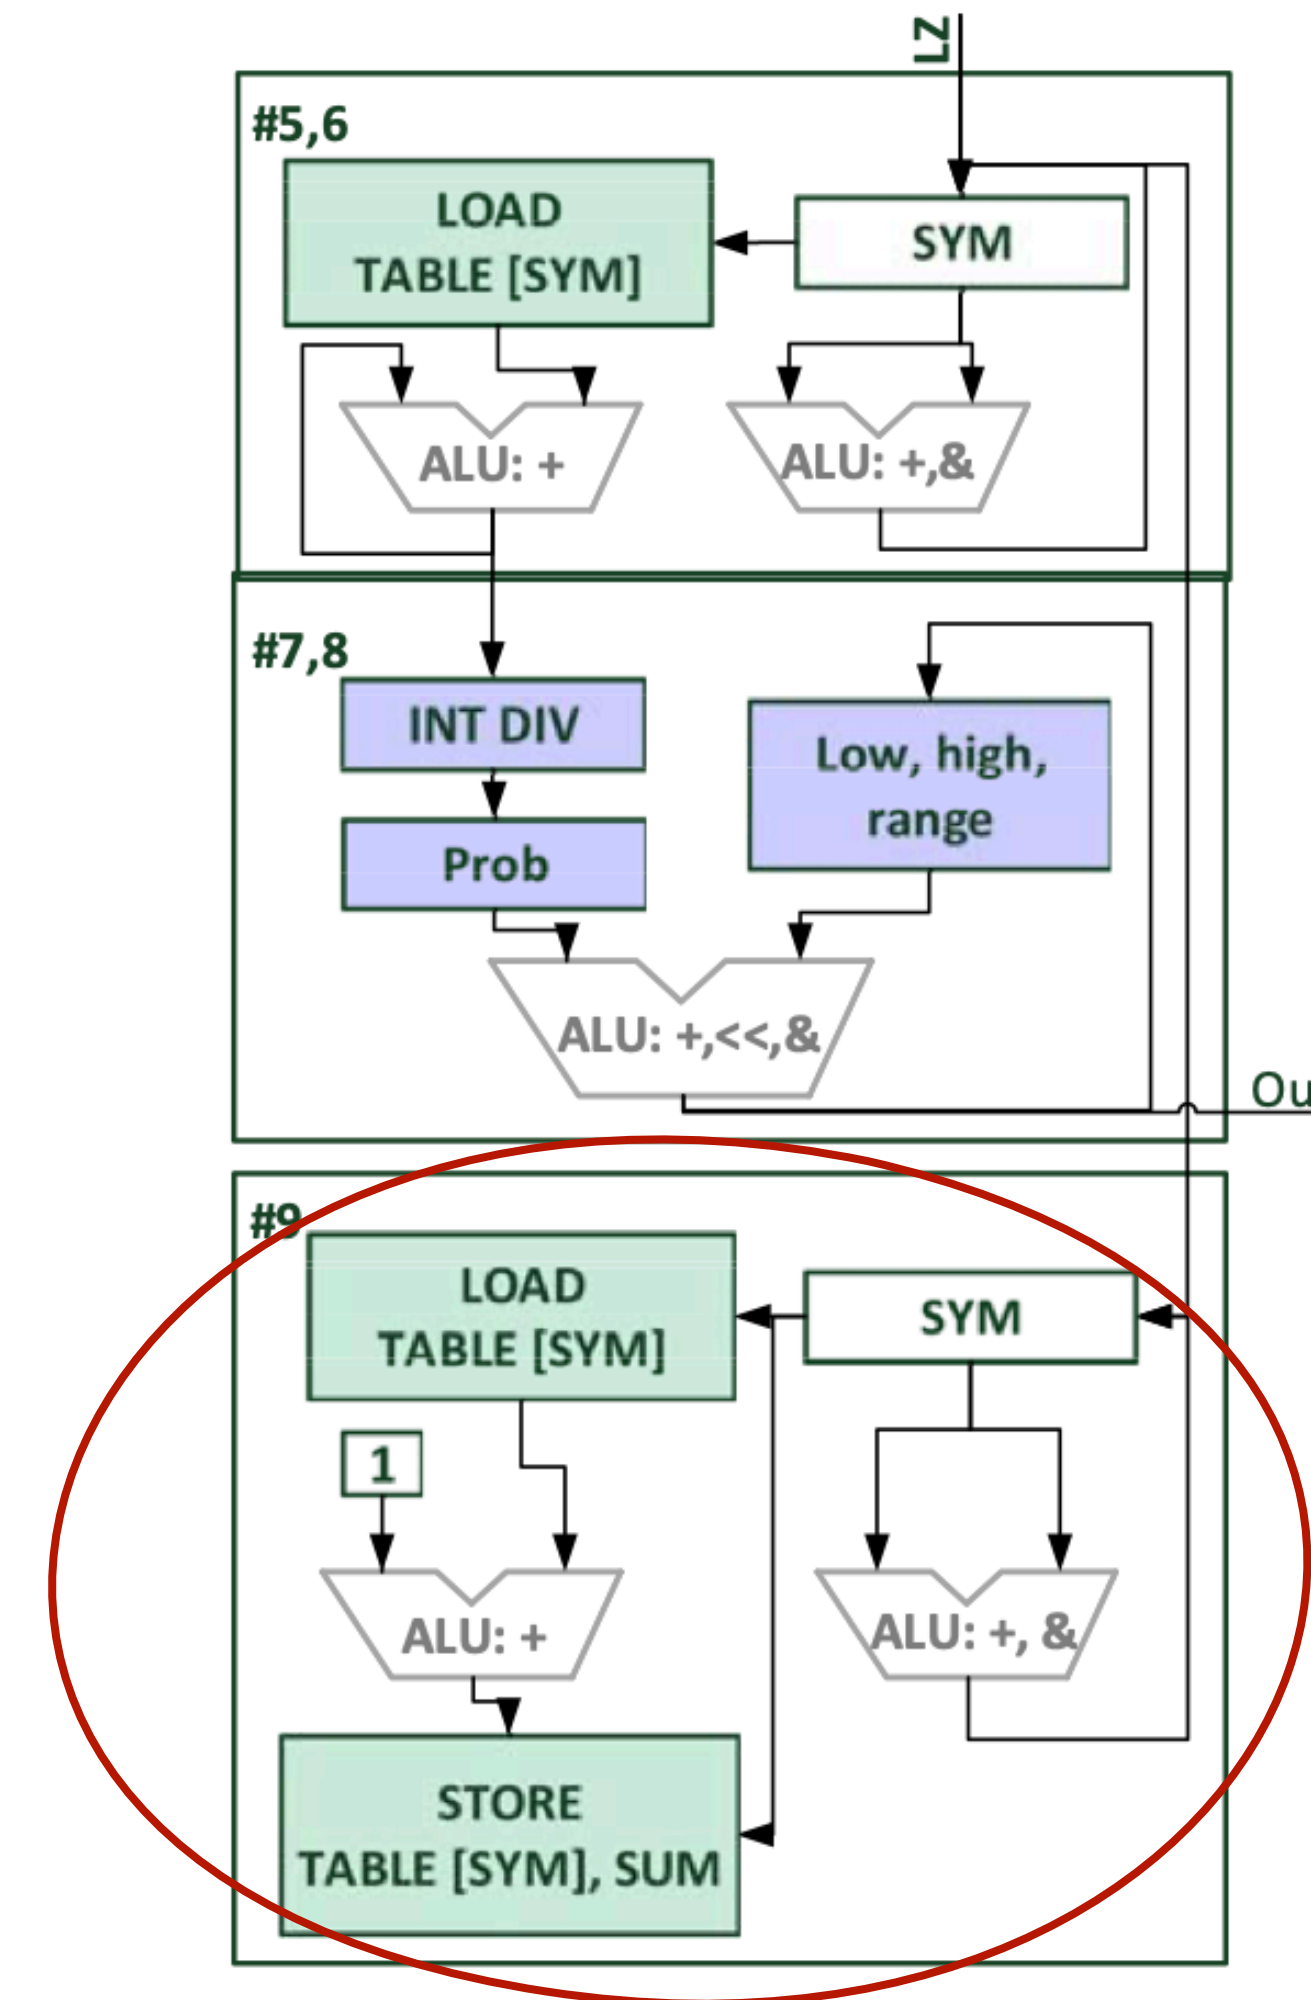 LZ
#5,6
LOAD
TABLE [SYM]
SYM
ALU: +
ALU: +,&
#7,8
INT DIV
Low, high,
range
Prob
ALU: +,<<,&
Ou
#9
LOAD
TABLE [SYM]
SYM
1
ALU: +
ALU: +, &
STORE
TABLE [SYM], SUM